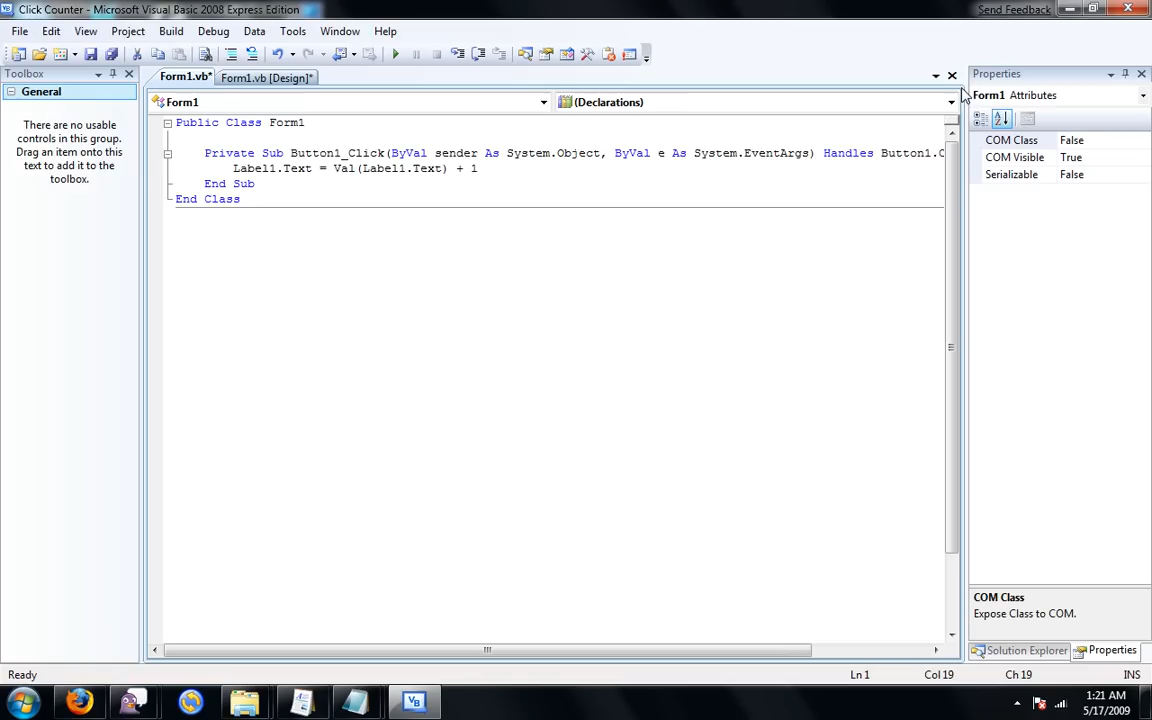 Click Counter - Microsoft Visual Basic 2008 Express Edition
Send Feedback
File Edit View Project Build Debug Data Tools Window Help
Toolbox
Form1.vb* Form1.vb [Design]*
Properties
General
Form1 (Declarations)
Form1 Attributes
There are no usable
controls in this group.
Drag an item onto this
text to add it to the
toolbox.
Public Class Form1
Private Sub Button1_Click(ByVal sender As System.Object, ByVal e As System.EventArgs) Handles Button1.C
Label1.Text = Val(Label1.Text) + 1
End Sub
End Class
COM Class False
COM Visible True
Serializable False
COM Class
Expose Class to COM.
Solution Explorer Properties
Ready Ln 1 Col 19 Ch 19 INS
1:21 AM
5/17/2009